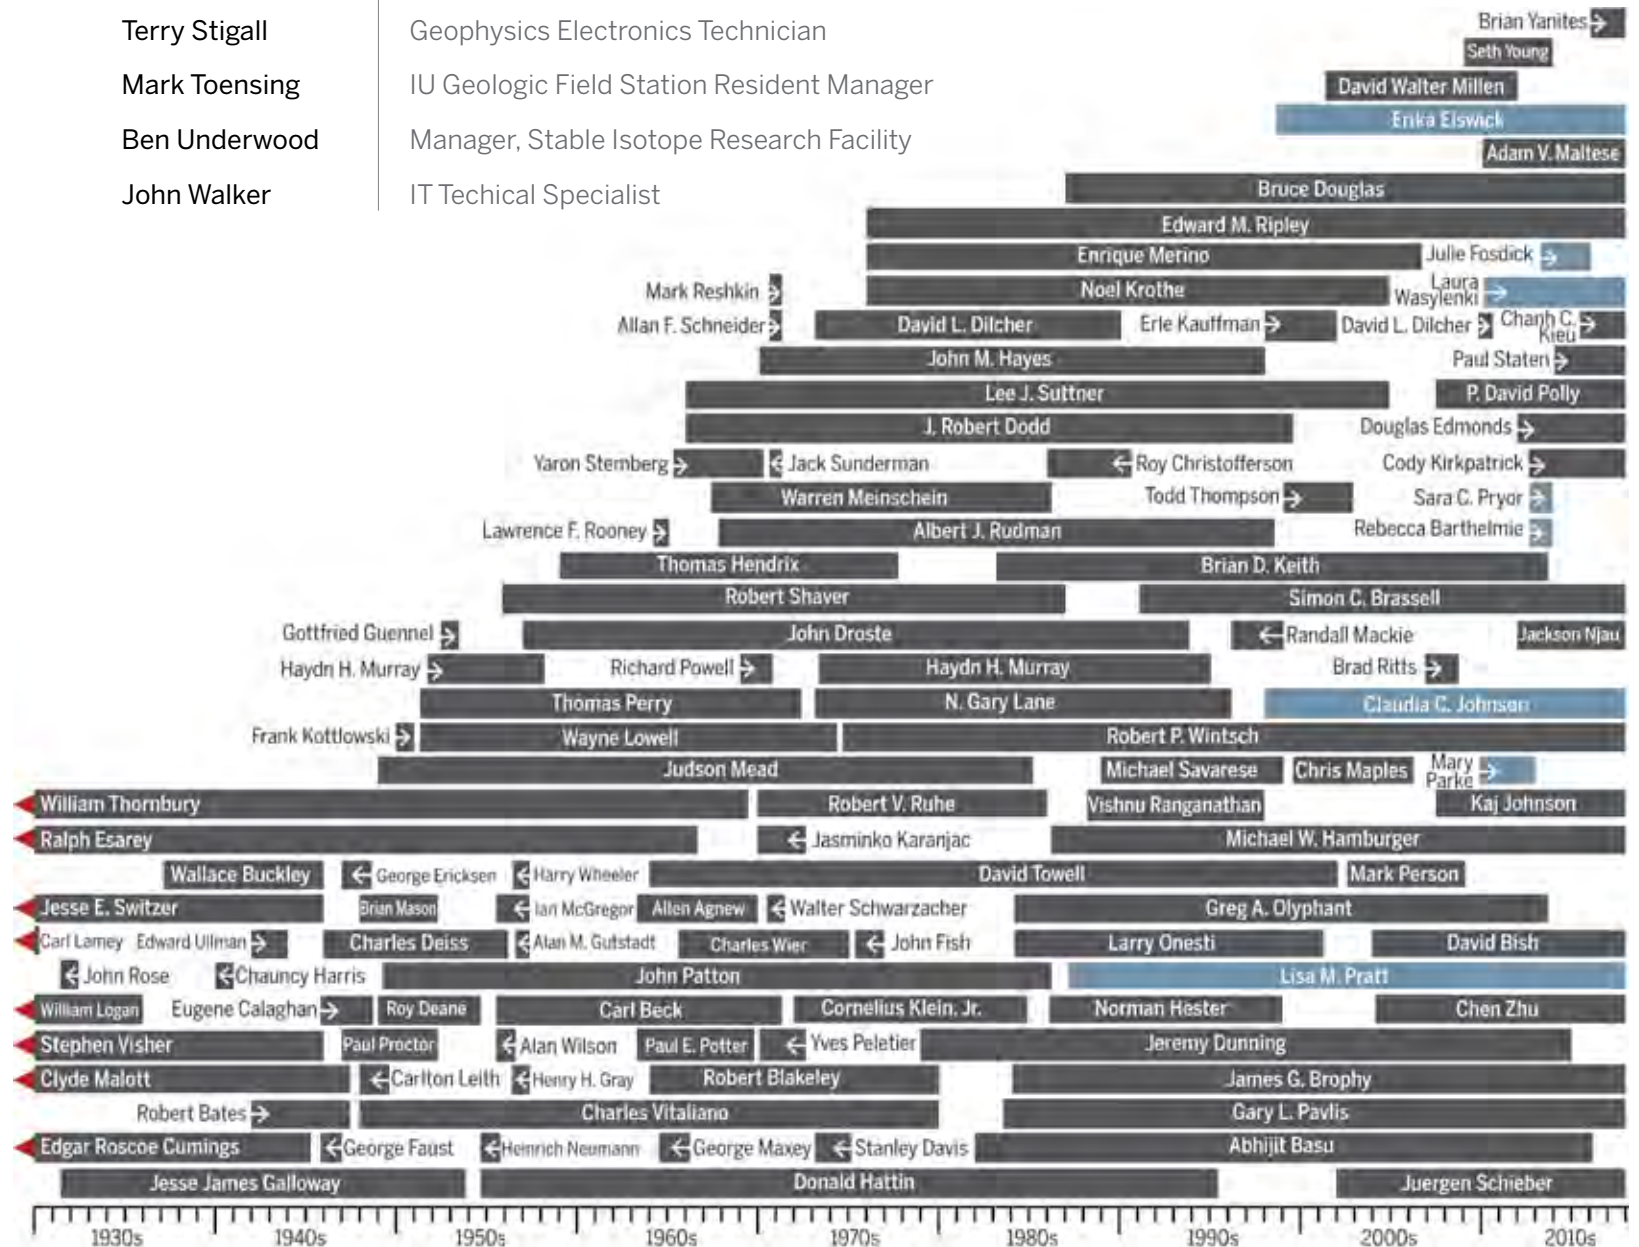 Terry Stigall Geophysics Electronics Technician
Mark Toensing IU Geologic Field Station Resident Manager
Ben Underwood Manager, Stable Isotope Research Facility
John Walker IT Techical Specialist
Brian Yanites
Seth Young
David Walter Millen
Erika Elswick
Adam V. Maltese
Bruce Douglas
Edward M. Ripley
Enrique Merino Julie Fosdick
Mark Reshkin Noel Krothe Laura
Wasylenki
Allan F. Schneider David L. Dilcher Erle Kauffman David L. Dilcher Chanh C.
Kieu
John M. Hayes Paul Staten
Lee J. Suttner P. David Polly
J. Robert Dodd Douglas Edmonds
Yaron Sternberg Jack Sunderman Roy Christofferson Cody Kirkpatrick
Warren Meinschein Todd Thompson Sara C. Pryor
Lawrence F. Rooney Albert J. Rudman Rebecca Barthelmie
Thomas Hendrix Brian D. Keith
Robert Shaver Simon C. Brassell
Gottfried Guennel John Droste Randall Mackie Jackson Njau
Haydn H. Murray Richard Powell Haydn H. Murray Brad Ritts
Thomas Perry N. Gary Lane Claudia C. Johnson
Frank Kottlowski Wayne Lowell Robert P. Wintsch
Judson Mead Michael Savarese Chris Maples Mary
Parke
William Thornbury Robert V. Ruhe Vishnu Ranganathan Kaj Johnson
Ralph Esarey Jasminko Karanjac Michael W. Hamburger
Wallace Buckley George Ericksen Harry Wheeler David Towell Mark Person
Jesse E. Switzer Brian Mason Ian McGregor Allen Agnew Walter Schwarzacher Greg A. Olyphant
Carl Lamey Edward Ullman Charles Deiss Alan M. Gutstadt Charles Wier John Fish Larry Onesti David Bish
John Rose Chauncy Harris John Patton Lisa M. Pratt
William Logan Eugene Calaghan Roy Deane Carl Beck Cornelius Klein, Jr. Norman Hester Chen Zhu
Stephen Visher Paul Proctor Alan Wilson Paul E. Potter Yves Peletier Jeremy Dunning
Clyde Malott Carlton Leith Henry H. Gray Robert Blakeley James G. Brophy
Robert Bates Charles Vitaliano Gary L. Pavlis
Edgar Roscoe Cumings George Faust Heinrich Neumann George Maxey Stanley Davis Abhijit Basu
Jesse James Galloway Donald Hattin Juergen Schieber
1930s 1940s 1950s 1960s 1970s 1980s 1990s 2000s 2010s